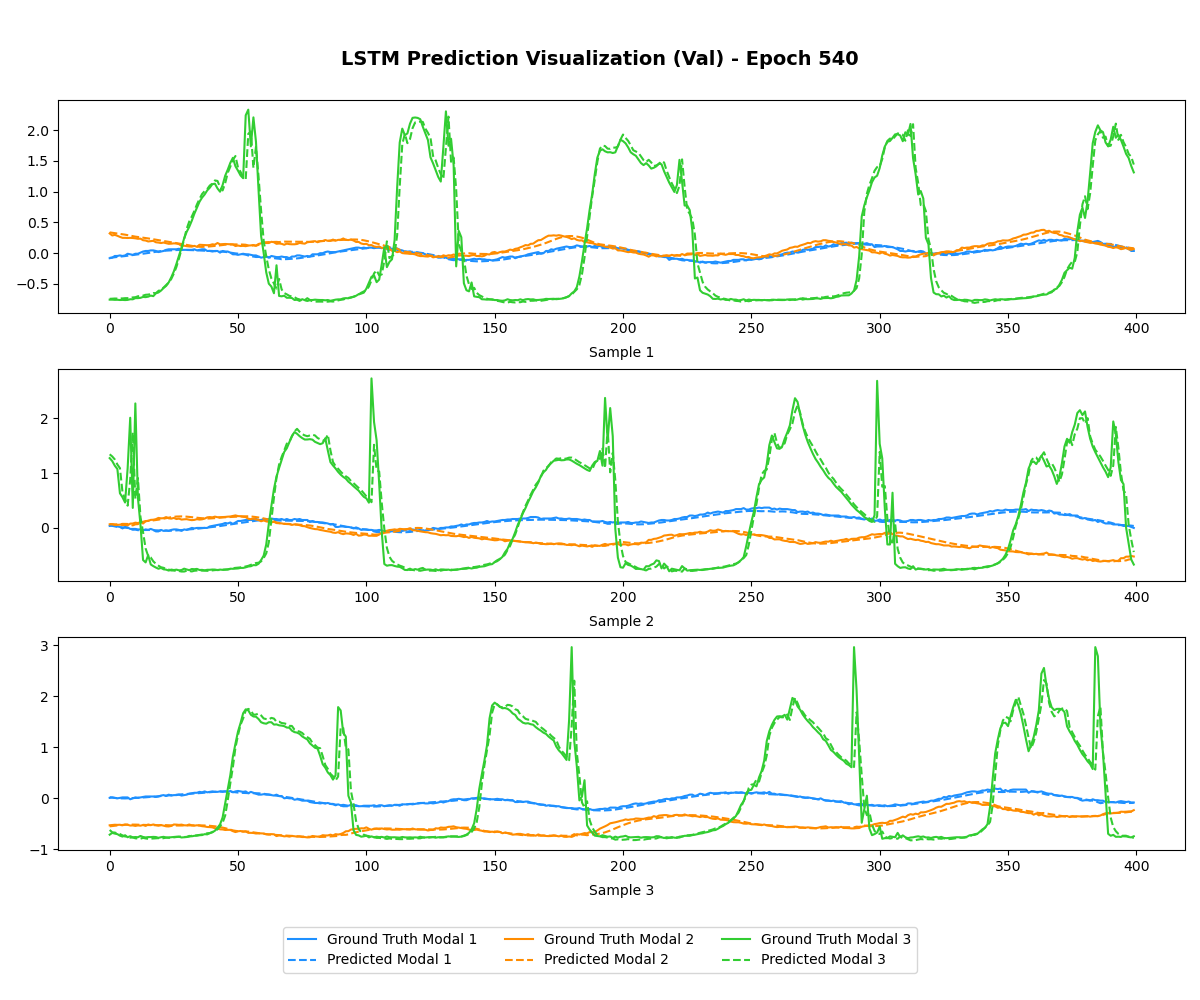 LSTM Prediction Visualization (Val) - Epoch 540
2.0
1.5
1.0
0.5
0.0
−0.5
0 50 100 150 200 250 300 350 400
Sample 1
2
1
0
0 50 100 150 200 250 300 350 400
Sample 2
3
2
1
0
−1
0 50 100 150 200 250 300 350 400
Sample 3
Ground Truth Modal 1 Ground Truth Modal 2 Ground Truth Modal 3
Predicted Modal 1 Predicted Modal 2 Predicted Modal 3